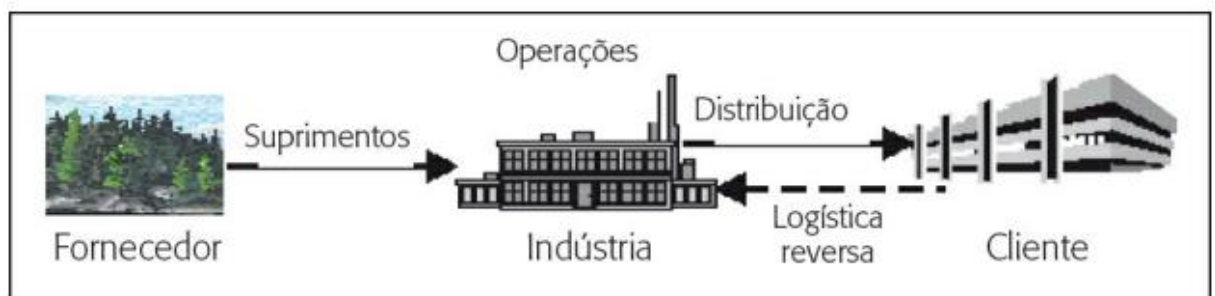 Operações
Suprimentos
Distribuição
Logística
reversa
Fornecedor
Indústria
Cliente